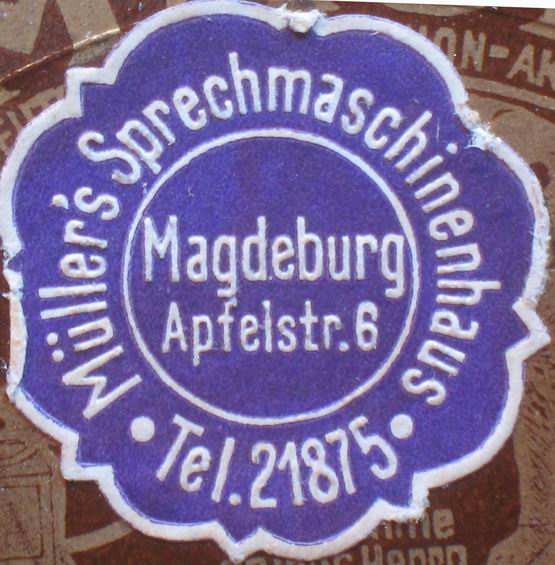 Müller's Sprechmaschinenhaus
Magdeburg
Apfelstr. 6
• Tel. 21875 •